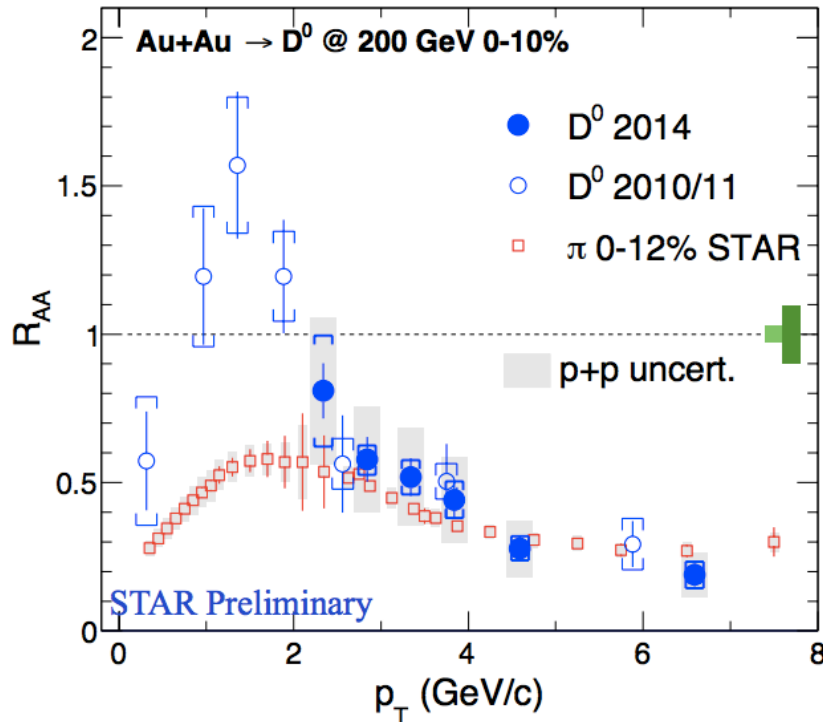 Au+Au → D⁰ @ 200 GeV 0-10%
D⁰ 2014
D⁰ 2010/11
π 0-12% STAR
p+p uncert.
STAR Preliminary
R_AA
2
1.5
1
0.5
0
0 2 4 6 8
p_T (GeV/c)